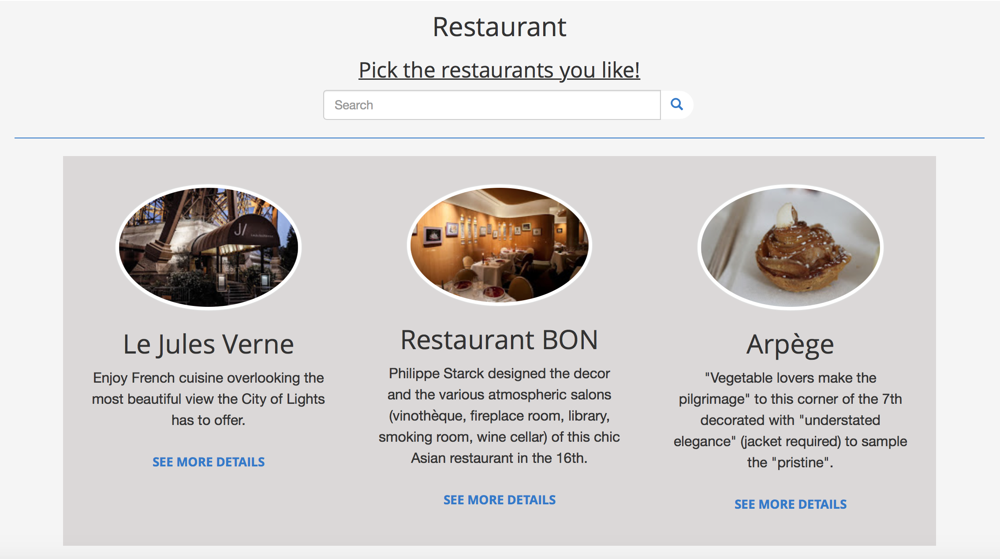 Restaurant
Pick the restaurants you like!
Search
J/
Le Jules Verne
Enjoy French cuisine overlooking the
most beautiful view the City of Lights
has to offer.
SEE MORE DETAILS
Restaurant BON
Philippe Starck designed the decor
and the various atmospheric salons
(vinothèque, fireplace room, library,
smoking room, wine cellar) of this chic
Asian restaurant in the 16th.
SEE MORE DETAILS
Arpège
"Vegetable lovers make the
pilgrimage" to this corner of the 7th
decorated with "understated
elegance" (jacket required) to sample
the "pristine".
SEE MORE DETAILS